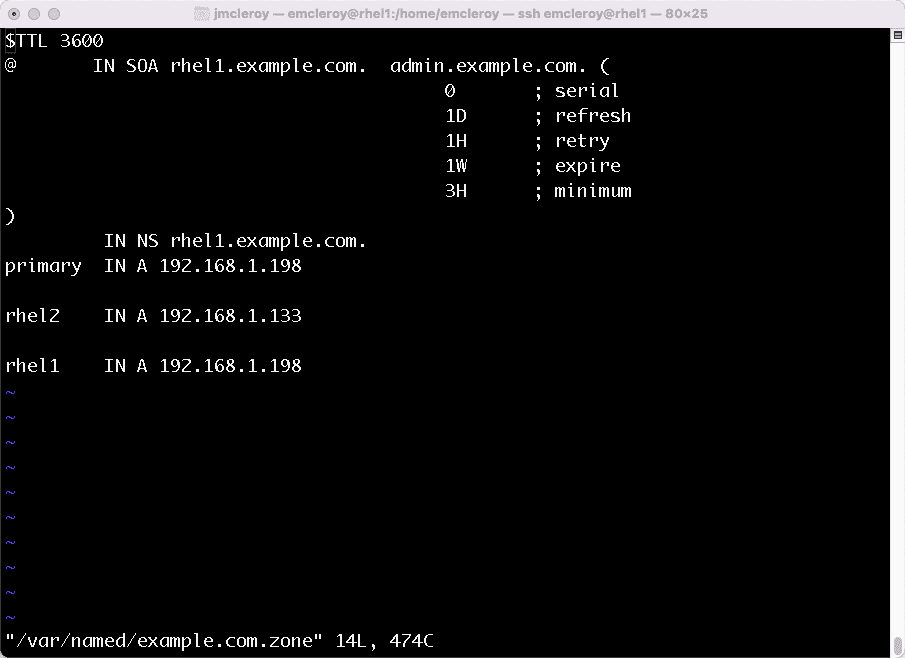 jmcleroy — emcleroy@rhel1:/home/emcleroy — ssh emcleroy@rhel1 — 80×25
$TTL 3600
@        IN SOA rhel1.example.com.  admin.example.com. (
                                        0       ; serial
                                        1D      ; refresh
                                        1H      ; retry
                                        1W      ; expire
                                        3H      ; minimum
)
         IN NS rhel1.example.com.
primary  IN A 192.168.1.198
rhel2    IN A 192.168.1.133
rhel1    IN A 192.168.1.198
~
~
~
~
~
~
~
~
~
~
"/var/named/example.com.zone" 14L, 474C